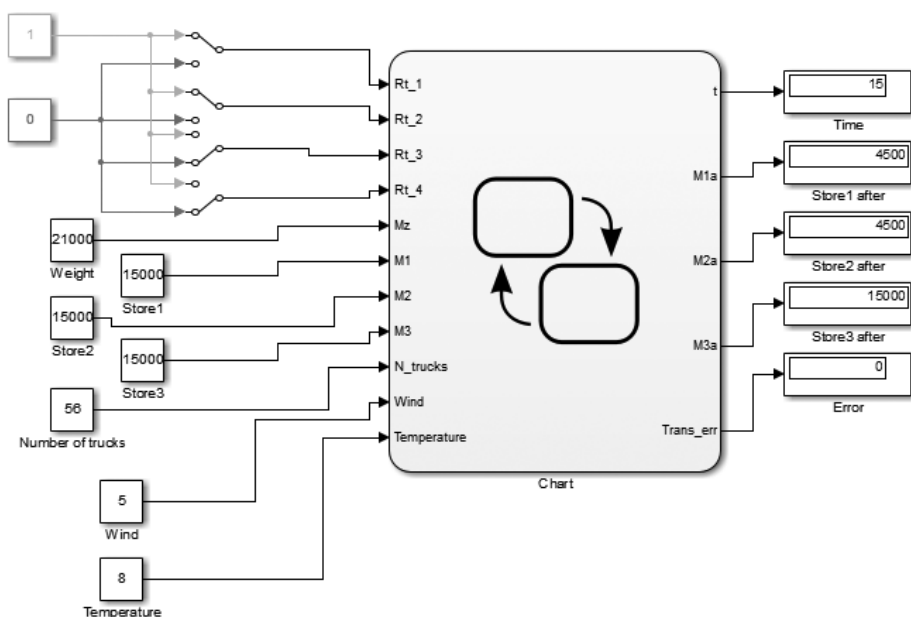 1
0
21000
Weight
15000
Store1
15000
Store2
15000
Store3
56
Number of trucks
5
Wind
8
Temperature
Rt_1
Rt_2
Rt_3
Rt_4
Mz
M1
M2
M3
N_trucks
Wind
Temperature
t
M1a
M2a
M3a
Trans_err
Chart
15
Time
4500
Store1 after
4500
Store2 after
15000
Store3 after
0
Error